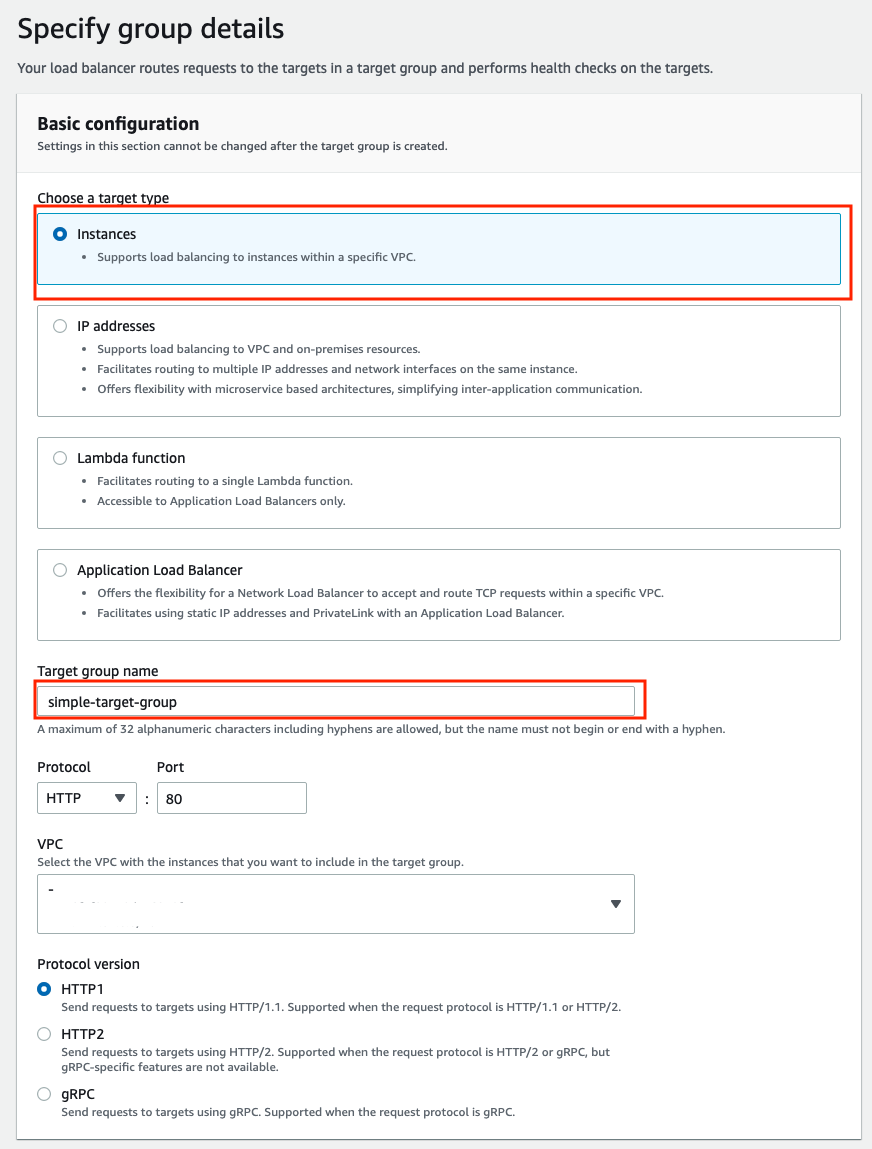 Specify group details
Your load balancer routes requests to the targets in a target group and performs health checks on the targets.
Basic configuration
Settings in this section cannot be changed after the target group is created.
Choose a target type
Instances
• Supports load balancing to instances within a specific VPC.
IP addresses
• Supports load balancing to VPC and on-premises resources.
• Facilitates routing to multiple IP addresses and network interfaces on the same instance.
• Offers flexibility with microservice based architectures, simplifying inter-application communication.
Lambda function
• Facilitates routing to a single Lambda function.
• Accessible to Application Load Balancers only.
Application Load Balancer
• Offers the flexibility for a Network Load Balancer to accept and route TCP requests within a specific VPC.
• Facilitates using static IP addresses and PrivateLink with an Application Load Balancer.
Target group name
simple-target-group
A maximum of 32 alphanumeric characters including hyphens are allowed, but the name must not begin or end with a hyphen.
Protocol Port
HTTP : 80
VPC
Select the VPC with the instances that you want to include in the target group.
-
Protocol version
HTTP1
Send requests to targets using HTTP/1.1. Supported when the request protocol is HTTP/1.1 or HTTP/2.
HTTP2
Send requests to targets using HTTP/2. Supported when the request protocol is HTTP/2 or gRPC, but
gRPC-specific features are not available.
gRPC
Send requests to targets using gRPC. Supported when the request protocol is gRPC.